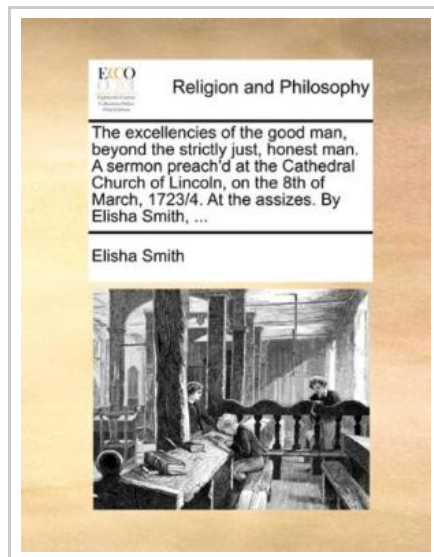 ECCO
Religion and Philosophy
The excellencies of the good man,
beyond the strictly just, honest man.
A sermon preach'd at the Cathedral
Church of Lincoln, on the 8th of
March, 1723/4. At the assizes. By
Elisha Smith, ...
Elisha Smith